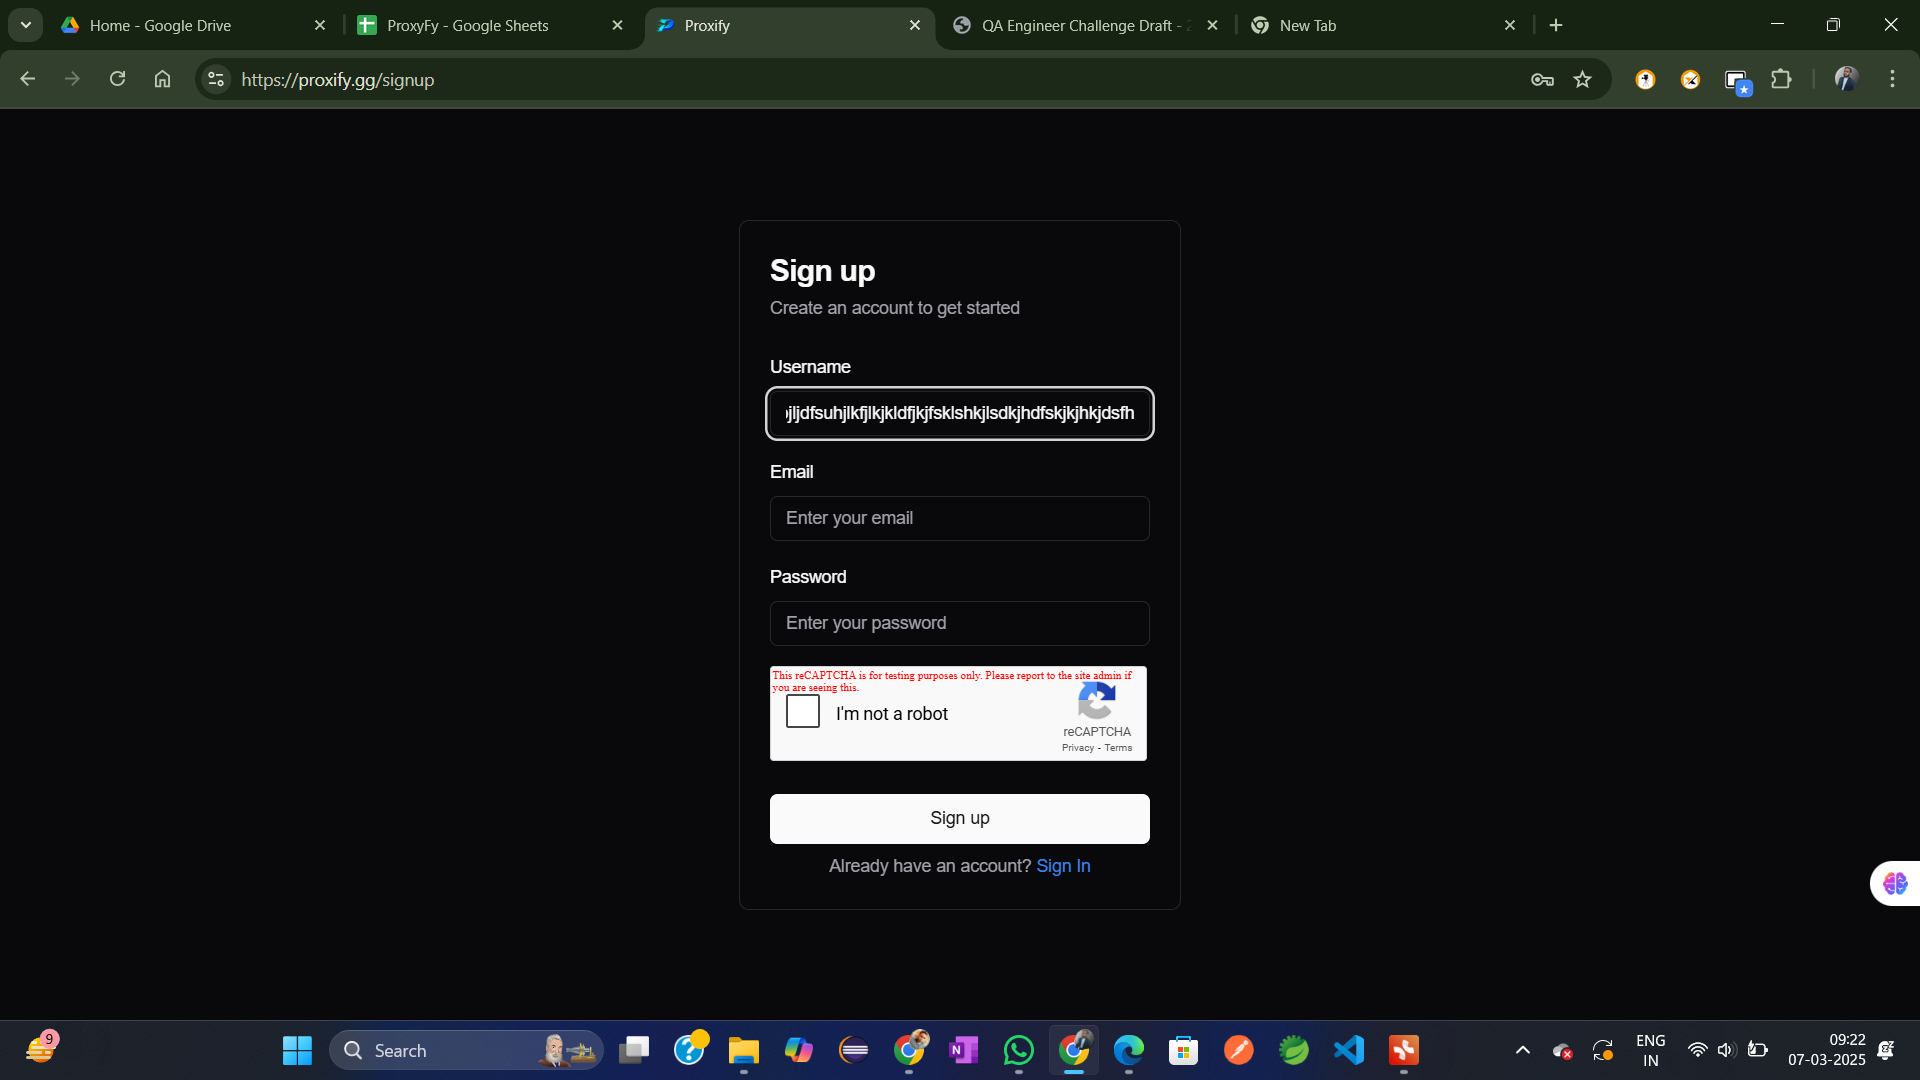 Home - Google Drive
ProxyFy - Google Sheets
Proxify
QA Engineer Challenge Draft -
New Tab
https://proxify.gg/signup
Sign up
Create an account to get started
Username
jljdfsuhjlkfjlkjkldfjkjfsklshkjlsdkjhdfskjkjhkjdsfh
Email
Enter your email
Password
Enter your password
This reCAPTCHA is for testing purposes only. Please report to the site admin if
you are seeing this.
I'm not a robot
reCAPTCHA
Privacy - Terms
Sign up
Already have an account? Sign In
9
Search
ENG
IN
09:22
07-03-2025